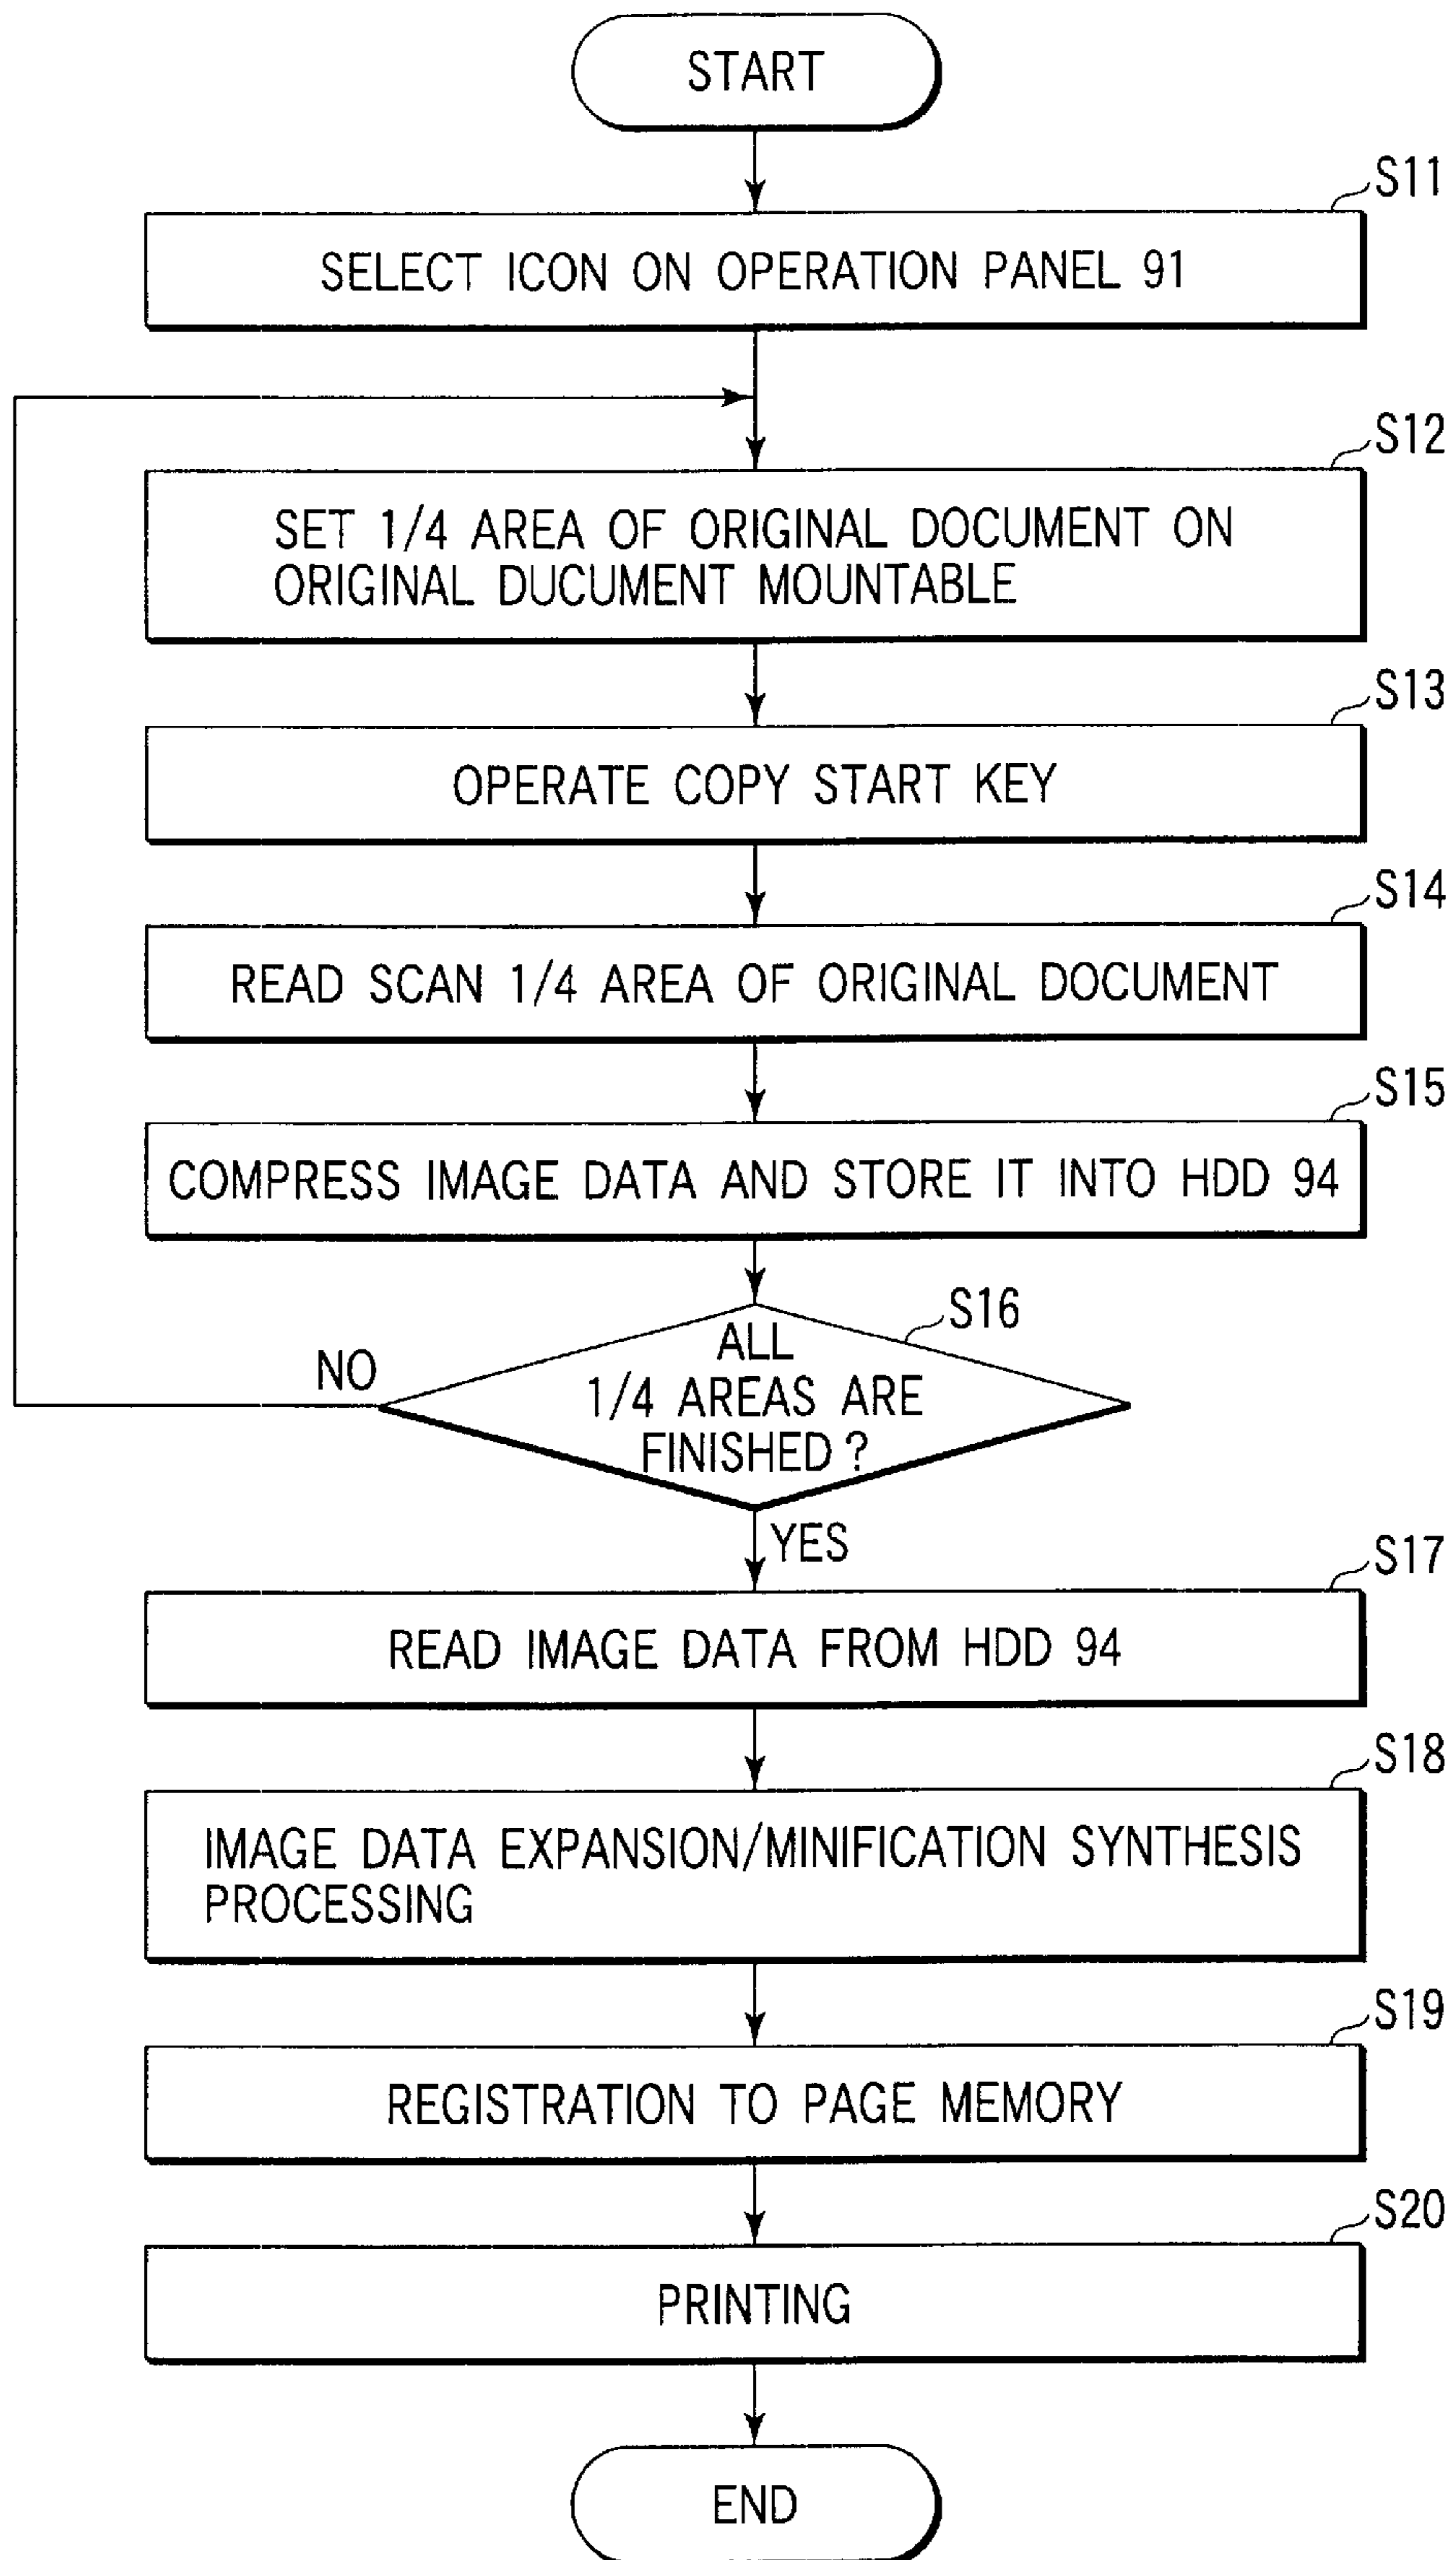 START
S11
SELECT ICON ON OPERATION PANEL 91
S12
SET 1/4 AREA OF ORIGINAL DOCUMENT ON
ORIGINAL DUCUMENT MOUNTABLE
S13
OPERATE COPY START KEY
S14
READ SCAN 1/4 AREA OF ORIGINAL DOCUMENT
S15
COMPRESS IMAGE DATA AND STORE IT INTO HDD 94
S16
ALL
1/4 AREAS ARE
FINISHED?
NO
YES
S17
READ IMAGE DATA FROM HDD 94
S18
IMAGE DATA EXPANSION/MINIFICATION SYNTHESIS
PROCESSING
S19
REGISTRATION TO PAGE MEMORY
S20
PRINTING
END